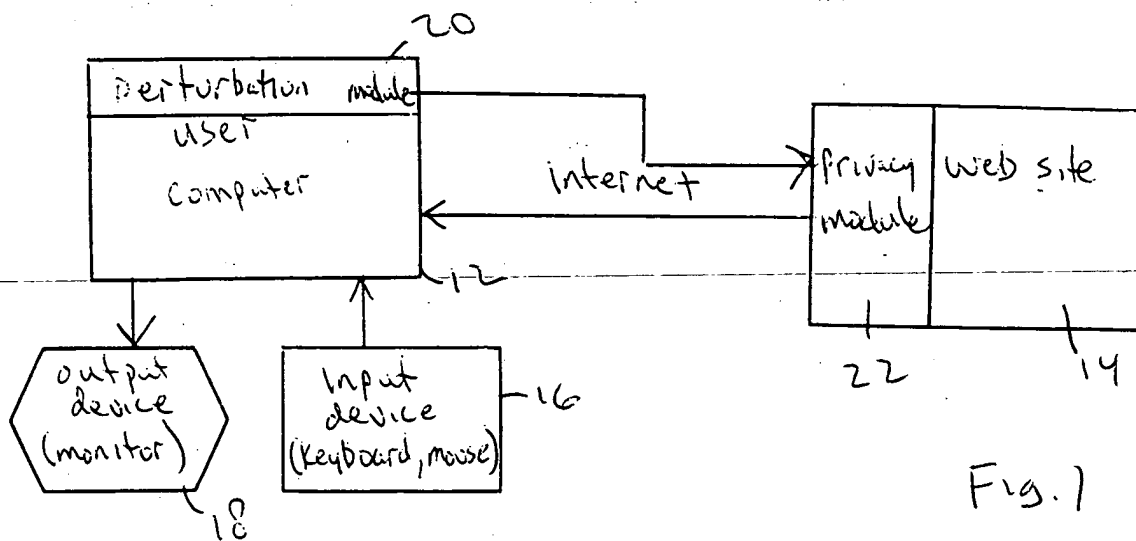 20
Perturbation module
user
computer
internet
Privacy
module
web site
12
22
14
output
device
(monitor)
18
Input
device
(keyboard, mouse)
16
Fig. 1